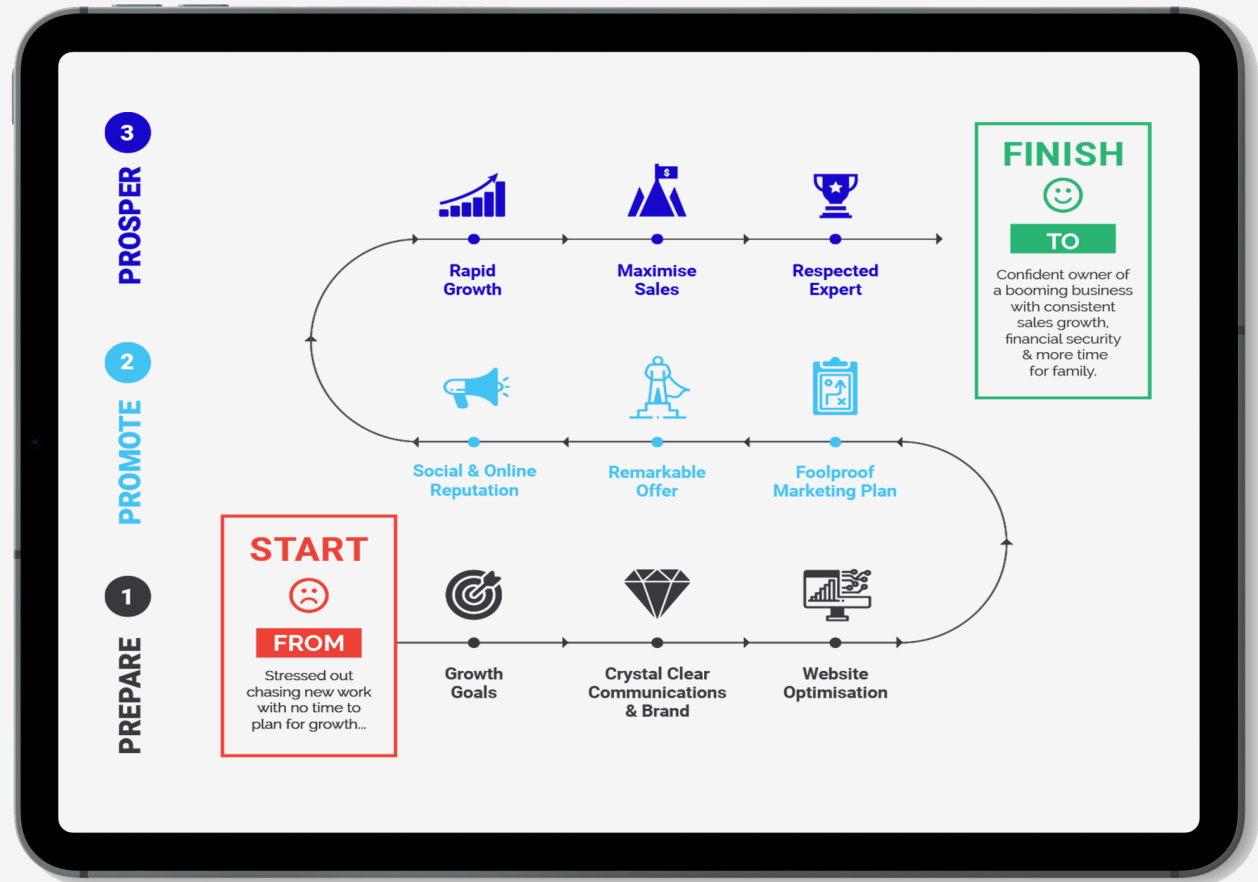 3
PROSPER
Rapid
Growth
Maximise
Sales
$
Respected
Expert
FINISH
TO
Confident owner of
a booming business
with consistent
sales growth,
financial security
& more time
for family.
2
PROMOTE
Social & Online
Reputation
Remarkable
Offer
Foolproof
Marketing Plan
START
FROM
Stressed out
chasing new work
with no time to
plan for growth...
1
PREPARE
Growth
Goals
Crystal Clear
Communications
& Brand
Website
Optimisation